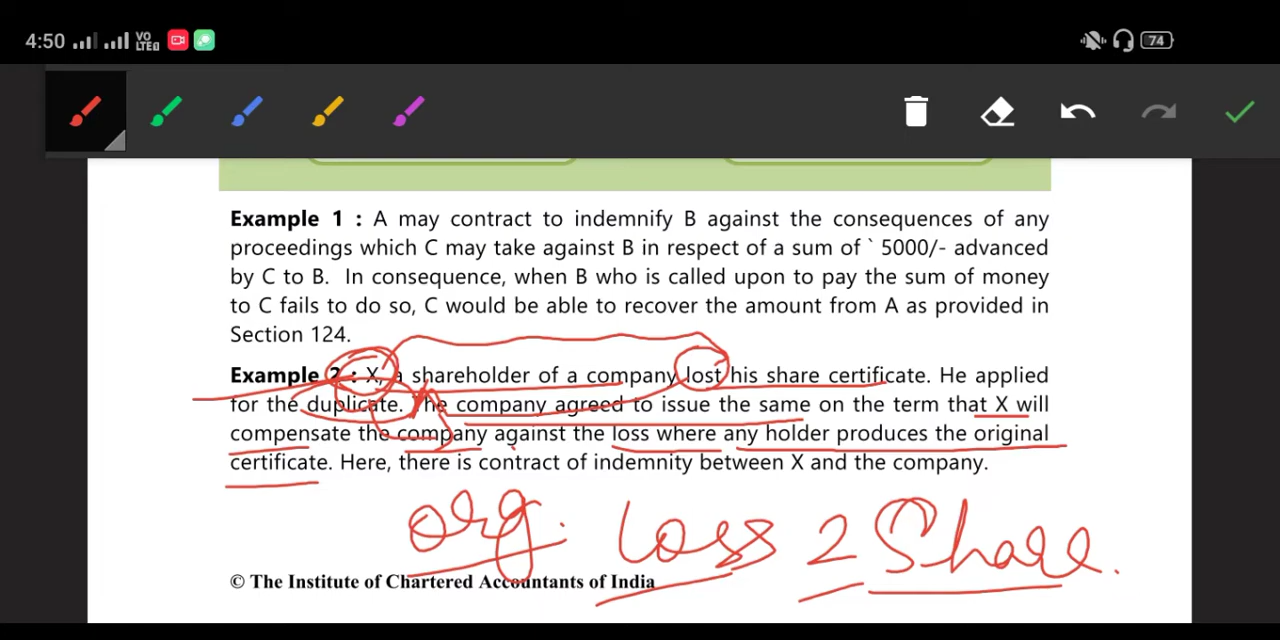 4:50 VO LTE 74
Example 1 : A may contract to indemnify B against the consequences of any
proceedings which C may take against B in respect of a sum of ` 5000/- advanced
by C to B. In consequence, when B who is called upon to pay the sum of money
to C fails to do so, C would be able to recover the amount from A as provided in
Section 124.
Example 2 : X, a shareholder of a company lost his share certificate. He applied
for the duplicate. The company agreed to issue the same on the term that X will
compensate the company against the loss where any holder produces the original
certificate. Here, there is contract of indemnity between X and the company.
org. loss 2 Share.
© The Institute of Chartered Accountants of India